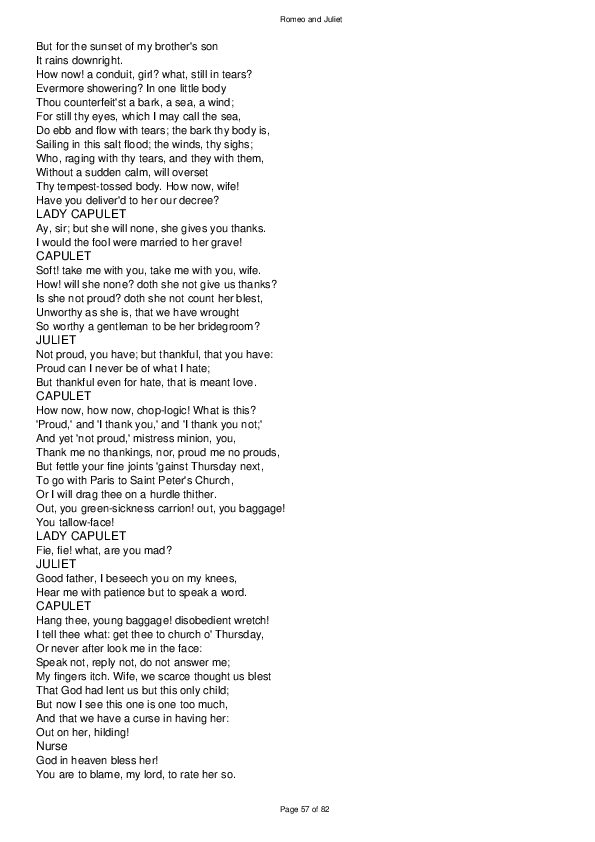 Romeo and Juliet
But for the sunset of my brother's son
It rains downright.
How now! a conduit, girl? what, still in tears?
Evermore showering? In one little body
Thou counterfeit'st a bark, a sea, a wind;
For still thy eyes, which I may call the sea,
Do ebb and flow with tears; the bark thy body is,
Sailing in this salt flood; the winds, thy sighs;
Who, raging with thy tears, and they with them,
Without a sudden calm, will overset
Thy tempest-tossed body. How now, wife!
Have you deliver'd to her our decree?
LADY CAPULET
Ay, sir; but she will none, she gives you thanks.
I would the fool were married to her grave!
CAPULET
Soft! take me with you, take me with you, wife.
How! will she none? doth she not give us thanks?
Is she not proud? doth she not count her blest,
Unworthy as she is, that we have wrought
So worthy a gentleman to be her bridegroom?
JULIET
Not proud, you have; but thankful, that you have:
Proud can I never be of what I hate;
But thankful even for hate, that is meant love.
CAPULET
How now, how now, chop-logic! What is this?
'Proud,' and 'I thank you,' and 'I thank you not;'
And yet 'not proud,' mistress minion, you,
Thank me no thankings, nor, proud me no prouds,
But fettle your fine joints 'gainst Thursday next,
To go with Paris to Saint Peter's Church,
Or I will drag thee on a hurdle thither.
Out, you green-sickness carrion! out, you baggage!
You tallow-face!
LADY CAPULET
Fie, fie! what, are you mad?
JULIET
Good father, I beseech you on my knees,
Hear me with patience but to speak a word.
CAPULET
Hang thee, young baggage! disobedient wretch!
I tell thee what: get thee to church o' Thursday,
Or never after look me in the face:
Speak not, reply not, do not answer me;
My fingers itch. Wife, we scarce thought us blest
That God had lent us but this only child;
But now I see this one is one too much,
And that we have a curse in having her:
Out on her, hilding!
Nurse
God in heaven bless her!
You are to blame, my lord, to rate her so.
Page 57 of 82